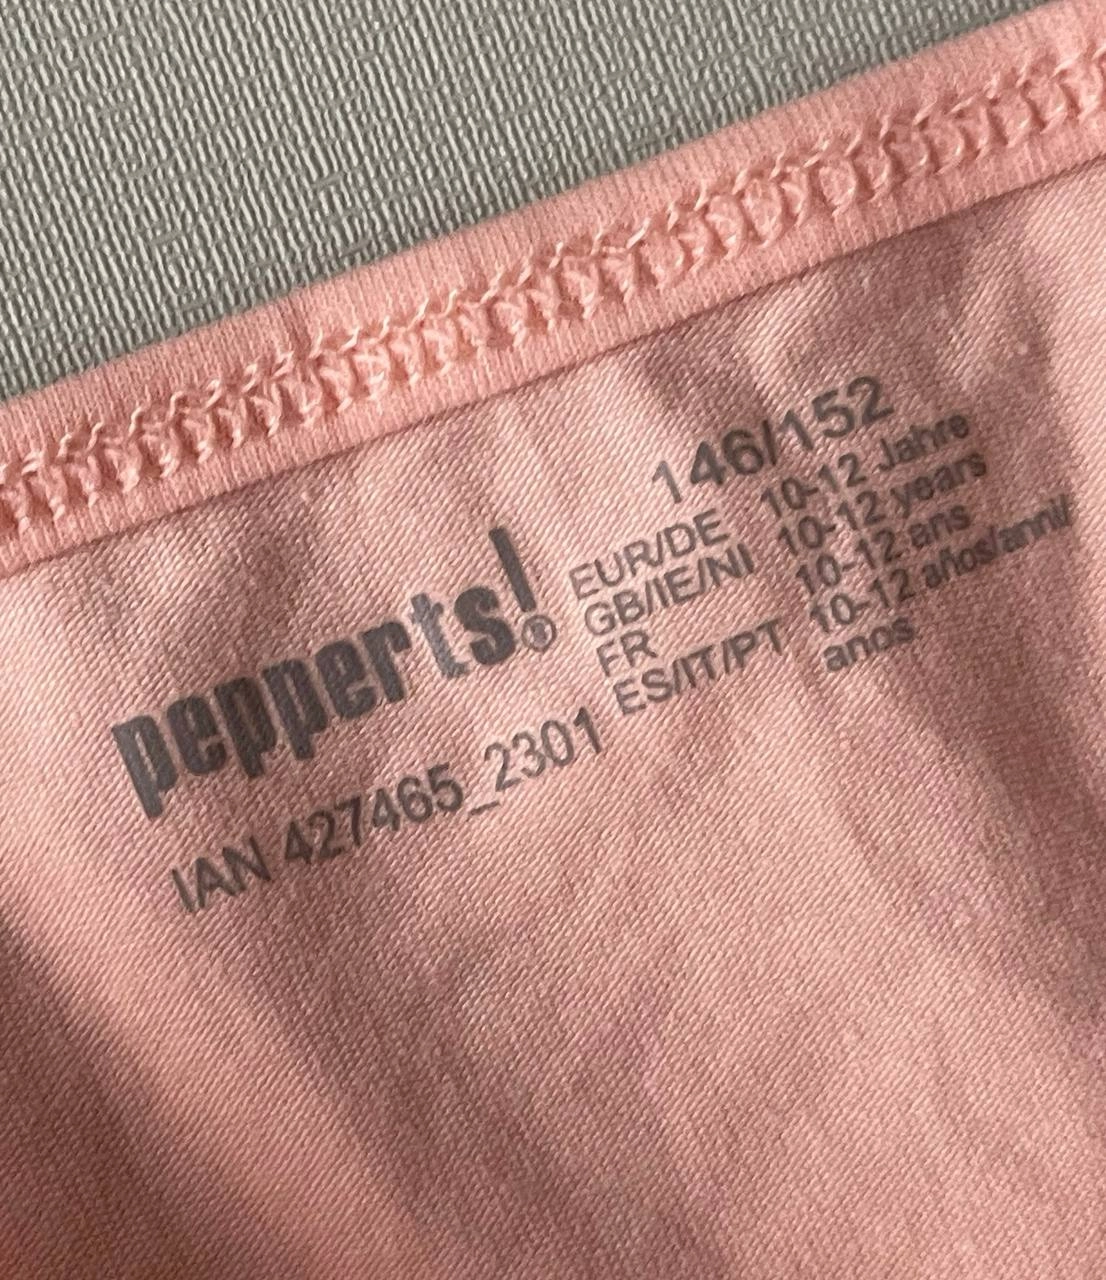 146/152
EUR/DE 10-12 Jahre
GB/IE/NI 10-12 years
FR 10-12 ans
ES/IT/PT 10-12 años/anni/
anos
pepperts!®
IAN 427465_2301